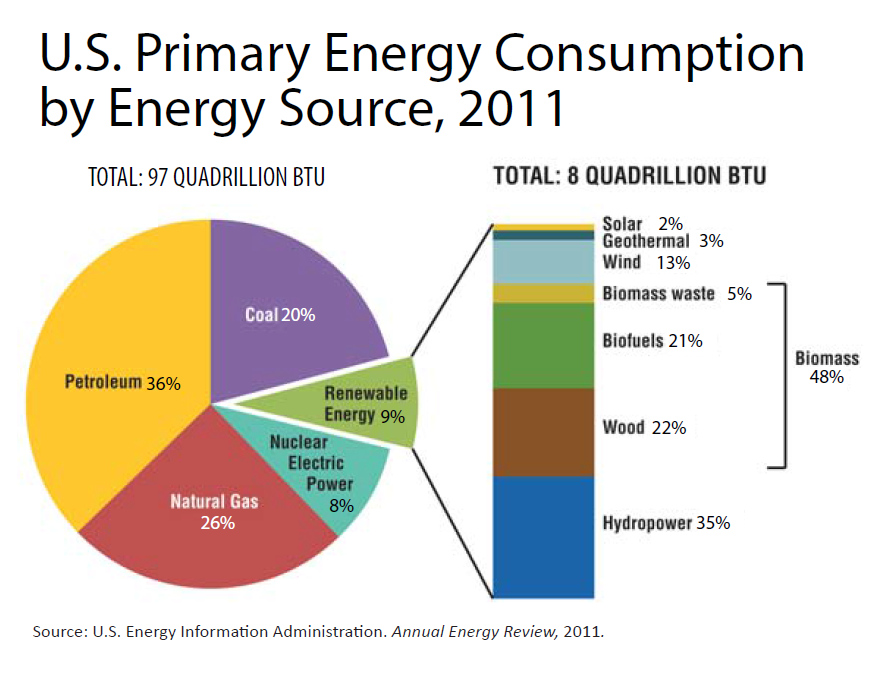 U.S. Primary Energy Consumption
by Energy Source, 2011
TOTAL: 97 QUADRILLION BTU
Coal 20%
Petroleum 36%
Renewable
Energy 9%
Nuclear
Electric
Power
8%
Natural Gas
26%
TOTAL: 8 QUADRILLION BTU
Solar 2%
Geothermal 3%
Wind 13%
Biomass waste 5%
Biofuels 21%
Biomass
48%
Wood 22%
Hydropower 35%
Source: U.S. Energy Information Administration. Annual Energy Review, 2011.